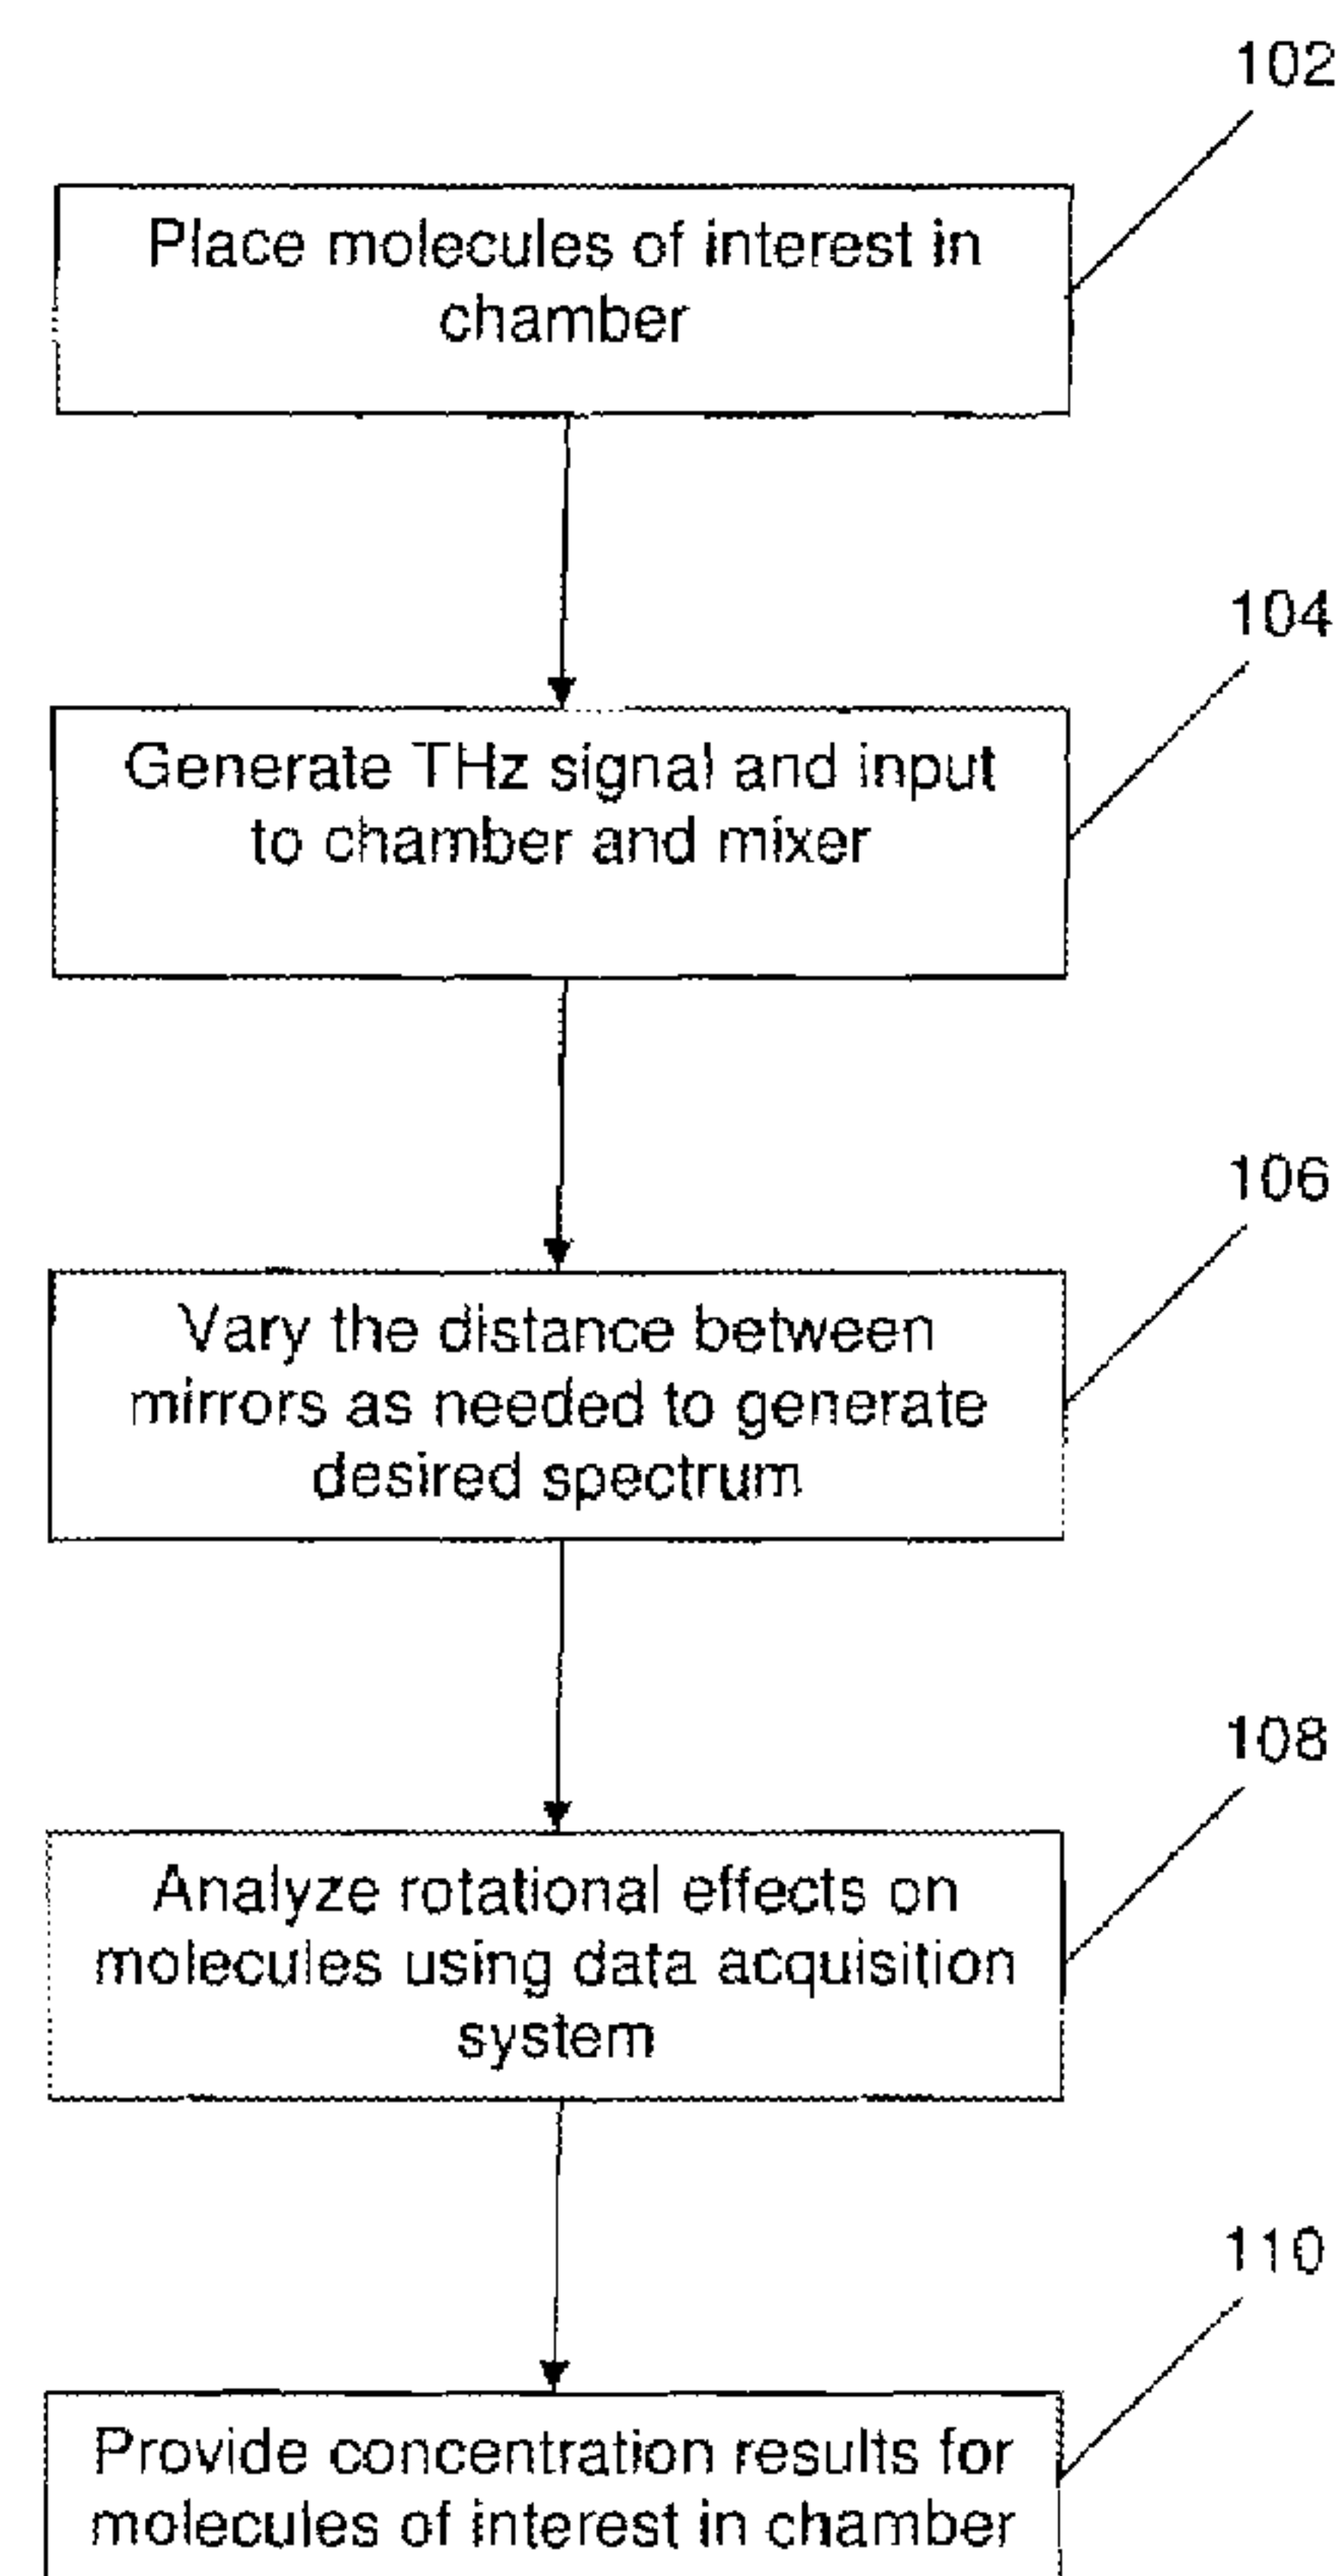 102
Place molecules of interest in
chamber
104
Generate THz signal and input
to chamber and mixer
106
Vary the distance between
mirrors as needed to generate
desired spectrum
108
Analyze rotational effects on
molecules using data acquisition
system
110
Provide concentration results for
molecules of interest in chamber